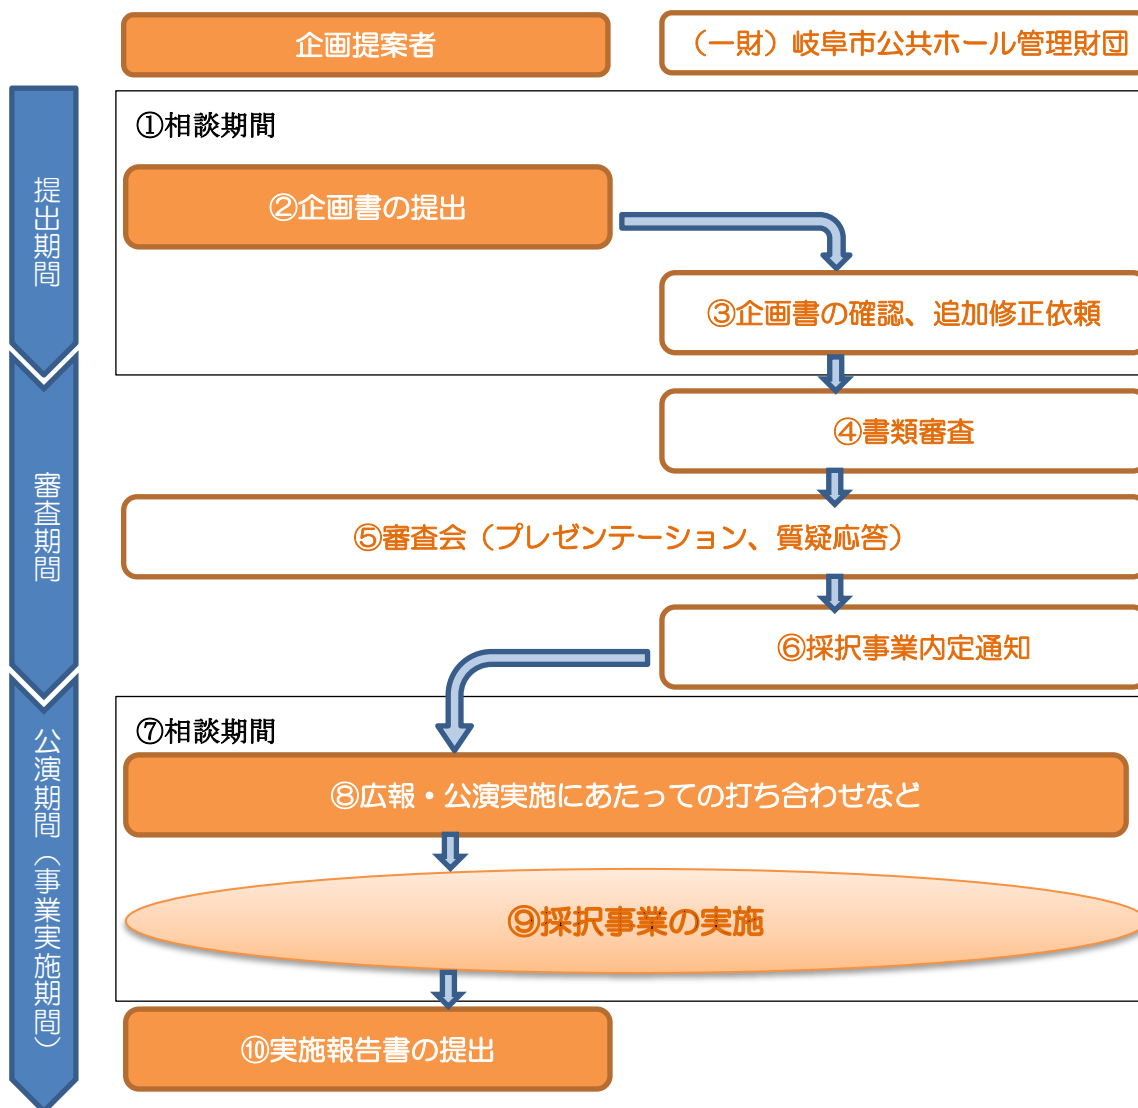 企画提案者
（一財）岐阜市公共ホール管理財団
提出期間
①相談期間
②企画書の提出
③企画書の確認、追加修正依頼
審査期間
④書類審査
⑤審査会（プレゼンテーション、質疑応答）
⑥採択事業内定通知
公演期間（事業実施期間）
⑦相談期間
⑧広報・公演実施にあたっての打ち合わせなど
⑨採択事業の実施
⑩実施報告書の提出